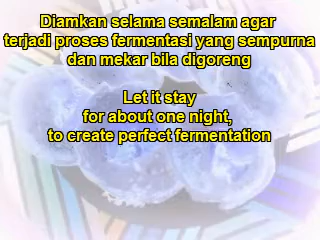 Diamkan selama semalam agar
terjadi proses fermentasi yang sempurna
dan mekar bila digoreng
Let it stay
for about one night,
to create perfect fermentation